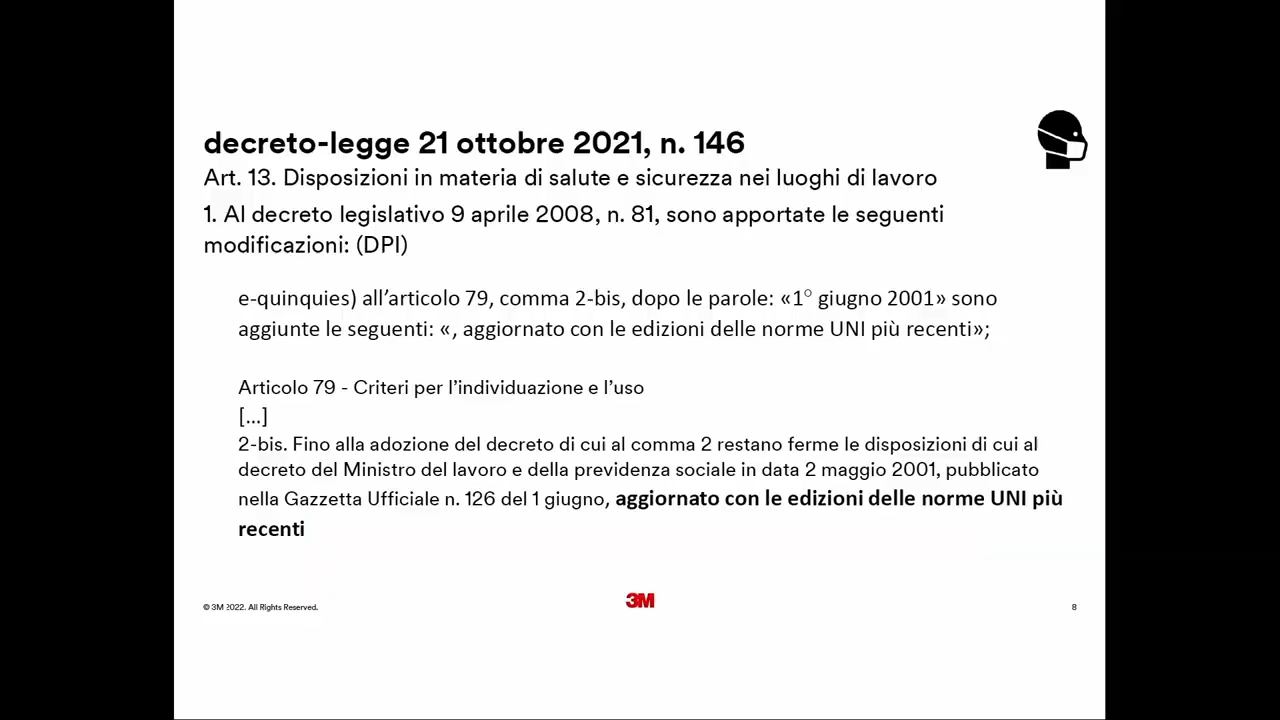 decreto-legge 21 ottobre 2021, n. 146
Art. 13. Disposizioni in materia di salute e sicurezza nei luoghi di lavoro
1. Al decreto legislativo 9 aprile 2008, n. 81, sono apportate le seguenti
modificazioni: (DPI)
e-quinquies) all’articolo 79, comma 2-bis, dopo le parole: «1° giugno 2001» sono
aggiunte le seguenti: «, aggiornato con le edizioni delle norme UNI più recenti»;
Articolo 79 - Criteri per l’individuazione e l’uso
[...]
2-bis. Fino alla adozione del decreto di cui al comma 2 restano ferme le disposizioni di cui al
decreto del Ministro del lavoro e della previdenza sociale in data 2 maggio 2001, pubblicato
nella Gazzetta Ufficiale n. 126 del 1 giugno, aggiornato con le edizioni delle norme UNI più
recenti
© 3M 2022. All Rights Reserved.
3M
8